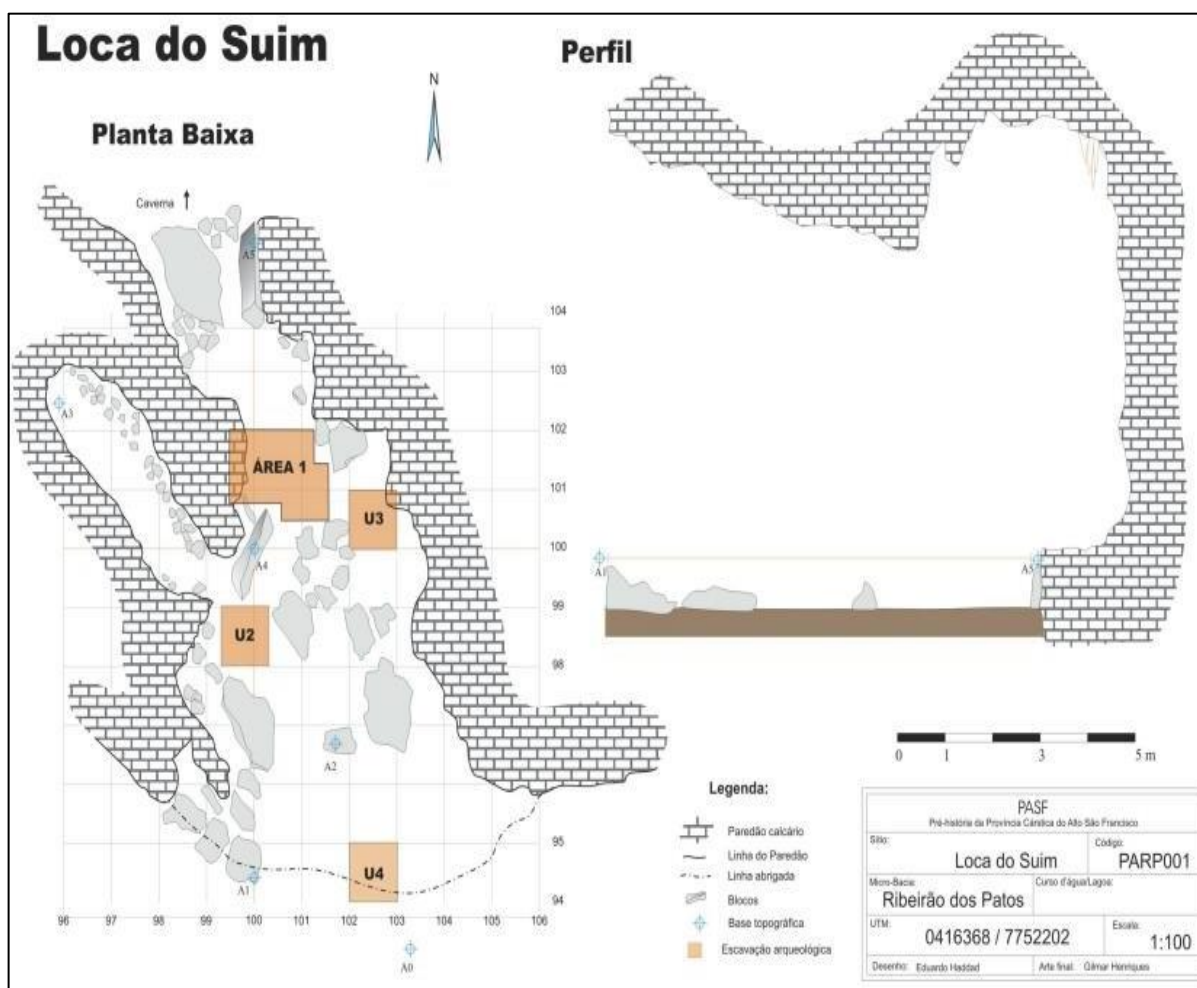 Loca do Suim
Perfil
N
Planta Baixa
Caverna
A5
104
103
A3
102
ÁREA 1
101
U3
100
A4
A1
A5
99
U2
98
A2
0 1 3 5 m
Legenda:
Paredão calcário
Linha do Paredão
Linha abrigada
Blocos
Base topográfica
Escavação arqueológica
95
U4
A1
94
96 97 98 99 100 101 102 103 104 105 106
A0
PASF
Pré-história da Província Cárstica do Alto São Francisco
Sítio: Loca do Suim
Código: PARP001
Micro-Bacia: Ribeirão dos Patos
Curso d'água/Lagoa:
UTM: 0416368 / 7752202
Escala: 1:100
Desenho: Eduardo Haddad
Arte final: Gilmar Henriques